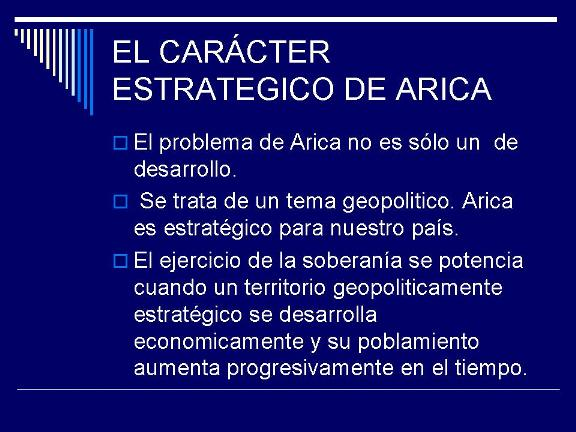 EL CARÁCTER
ESTRATEGICO DE ARICA
El problema de Arica no es sólo un de
desarrollo.
Se trata de un tema geopolitico. Arica
es estratégico para nuestro país.
El ejercicio de la soberanía se potencia
cuando un territorio geopoliticamente
estratégico se desarrolla
economicamente y su poblamiento
aumenta progresivamente en el tiempo.